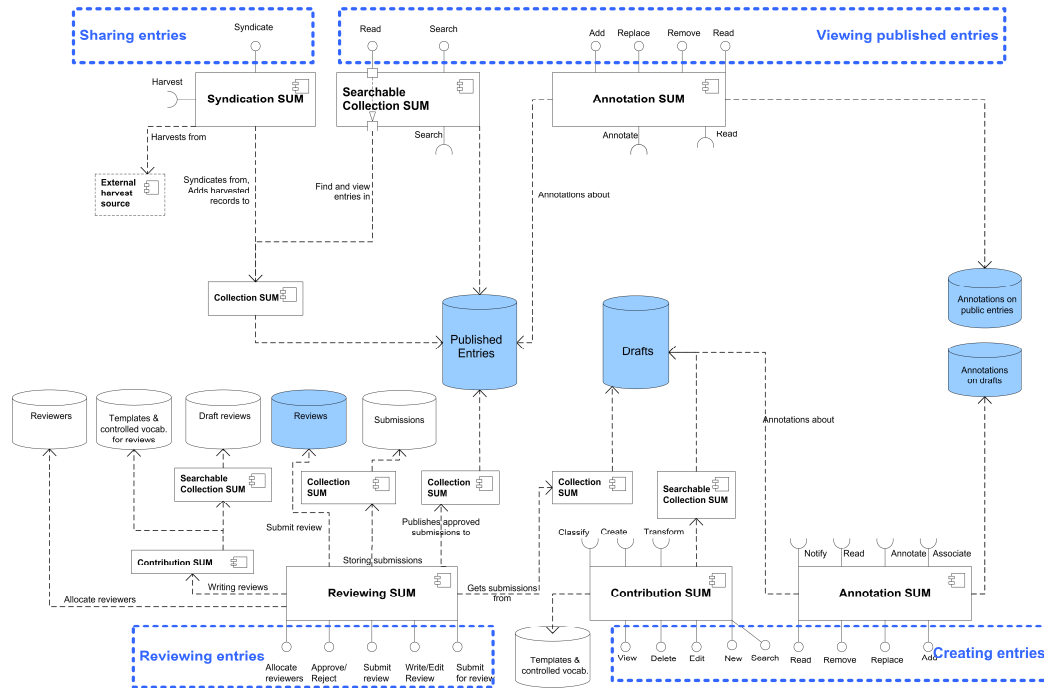 Sharing entries
Syndicate
Read
Search
Add
Replace
Remove
Read
Viewing published entries
Harvest
Syndication SUM
Searchable
Collection SUM
Annotation SUM
Search
Annotate
Read
Harvests from
External
harvest
source
Syndicates from,
Adds harvested
records to
Find and view
entries in
Annotations about
Collection SUM
Published
Entries
Drafts
Annotations on
public entries
Annotations
on drafts
Reviewers
Templates &
controlled vocab.
for reviews
Draft reviews
Reviews
Submissions
Annotations about
Searchable
Collection SUM
Collection
SUM
Collection
SUM
Collection
SUM
Searchable
Collection SUM
Submit review
Publishes approved
submissions to
Classify
Create
Transform
Contribution SUM
Storing submissions
Notify
Read
Annotate
Associate
Writing reviews
Allocate reviewers
Reviewing SUM
Gets submissions
from
Contribution SUM
Annotation SUM
Reviewing entries
Allocate
reviewers
Approve/
Reject
Submit
review
Write/Edit
Review
Submit
for review
Templates &
controlled vocab.
View
Delete
Edit
New
Search
Read
Remove
Replace
Add
Creating entries